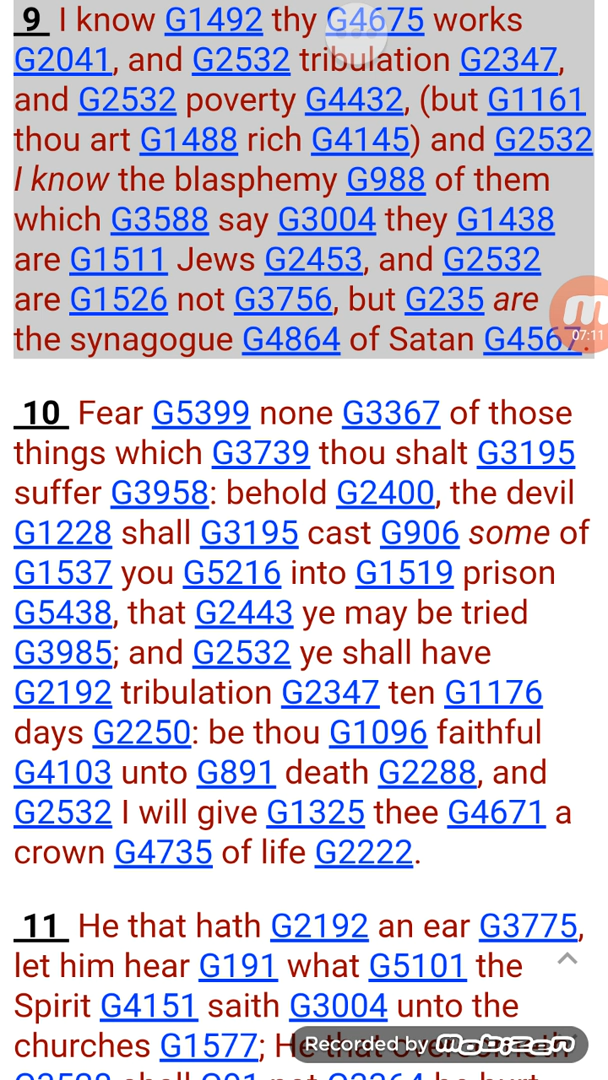 9 I know G1492 thy G4675 works
G2041, and G2532 tribulation G2347,
and G2532 poverty G4432, (but G1161
thou art G1488 rich G4145) and G2532
I know the blasphemy G988 of them
which G3588 say G3004 they G1438
are G1511 Jews G2453, and G2532
are G1526 not G3756, but G235 are
the synagogue G4864 of Satan G4567.
07:11
10 Fear G5399 none G3367 of those
things which G3739 thou shalt G3195
suffer G3958: behold G2400, the devil
G1228 shall G3195 cast G906 some of
G1537 you G5216 into G1519 prison
G5438, that G2443 ye may be tried
G3985; and G2532 ye shall have
G2192 tribulation G2347 ten G1176
days G2250: be thou G1096 faithful
G4103 unto G891 death G2288, and
G2532 I will give G1325 thee G4671 a
crown G4735 of life G2222.
11 He that hath G2192 an ear G3775,
let him hear G191 what G5101 the
Spirit G4151 saith G3004 unto the
churches G1577; He that
Recorded by mobizen